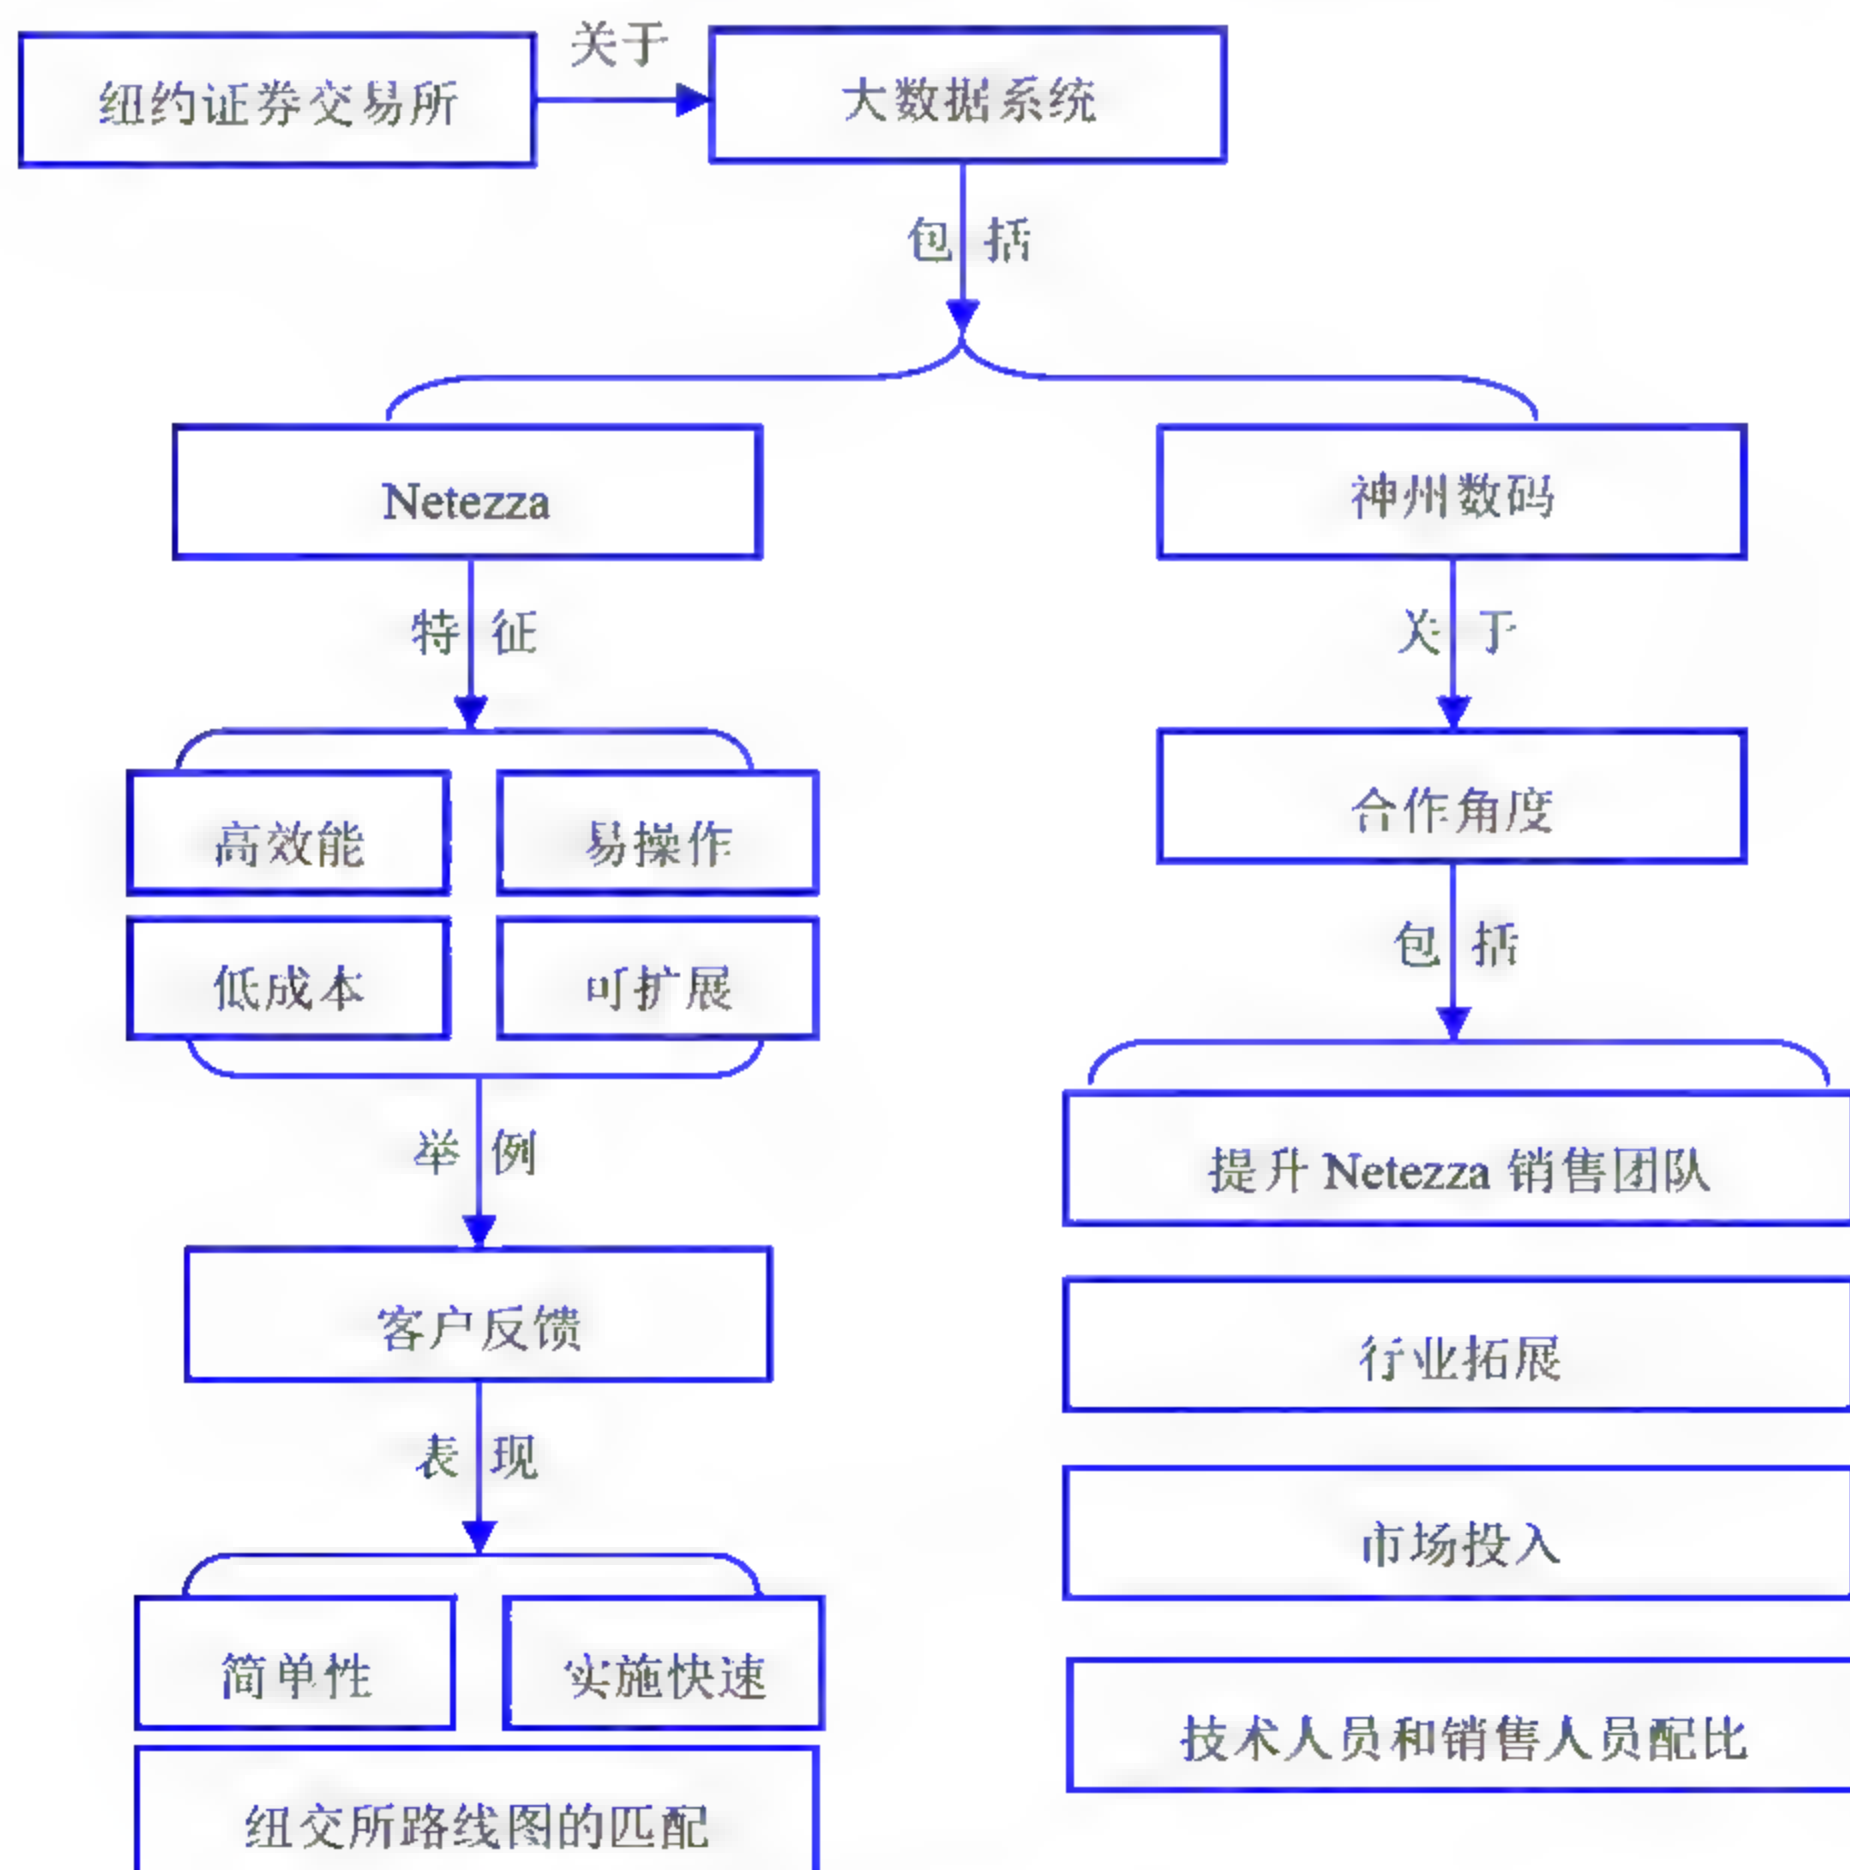 纽约证券交易所
关于
大数据系统
包括
Netezza
神州数码
特征
关于
高效能
易操作
合作角度
低成本
可扩展
包括
举例
提升 Netezza 销售团队
客户反馈
行业拓展
表现
市场投入
简单性
实施快速
技术人员和销售人员配比
纽交所路线图的匹配